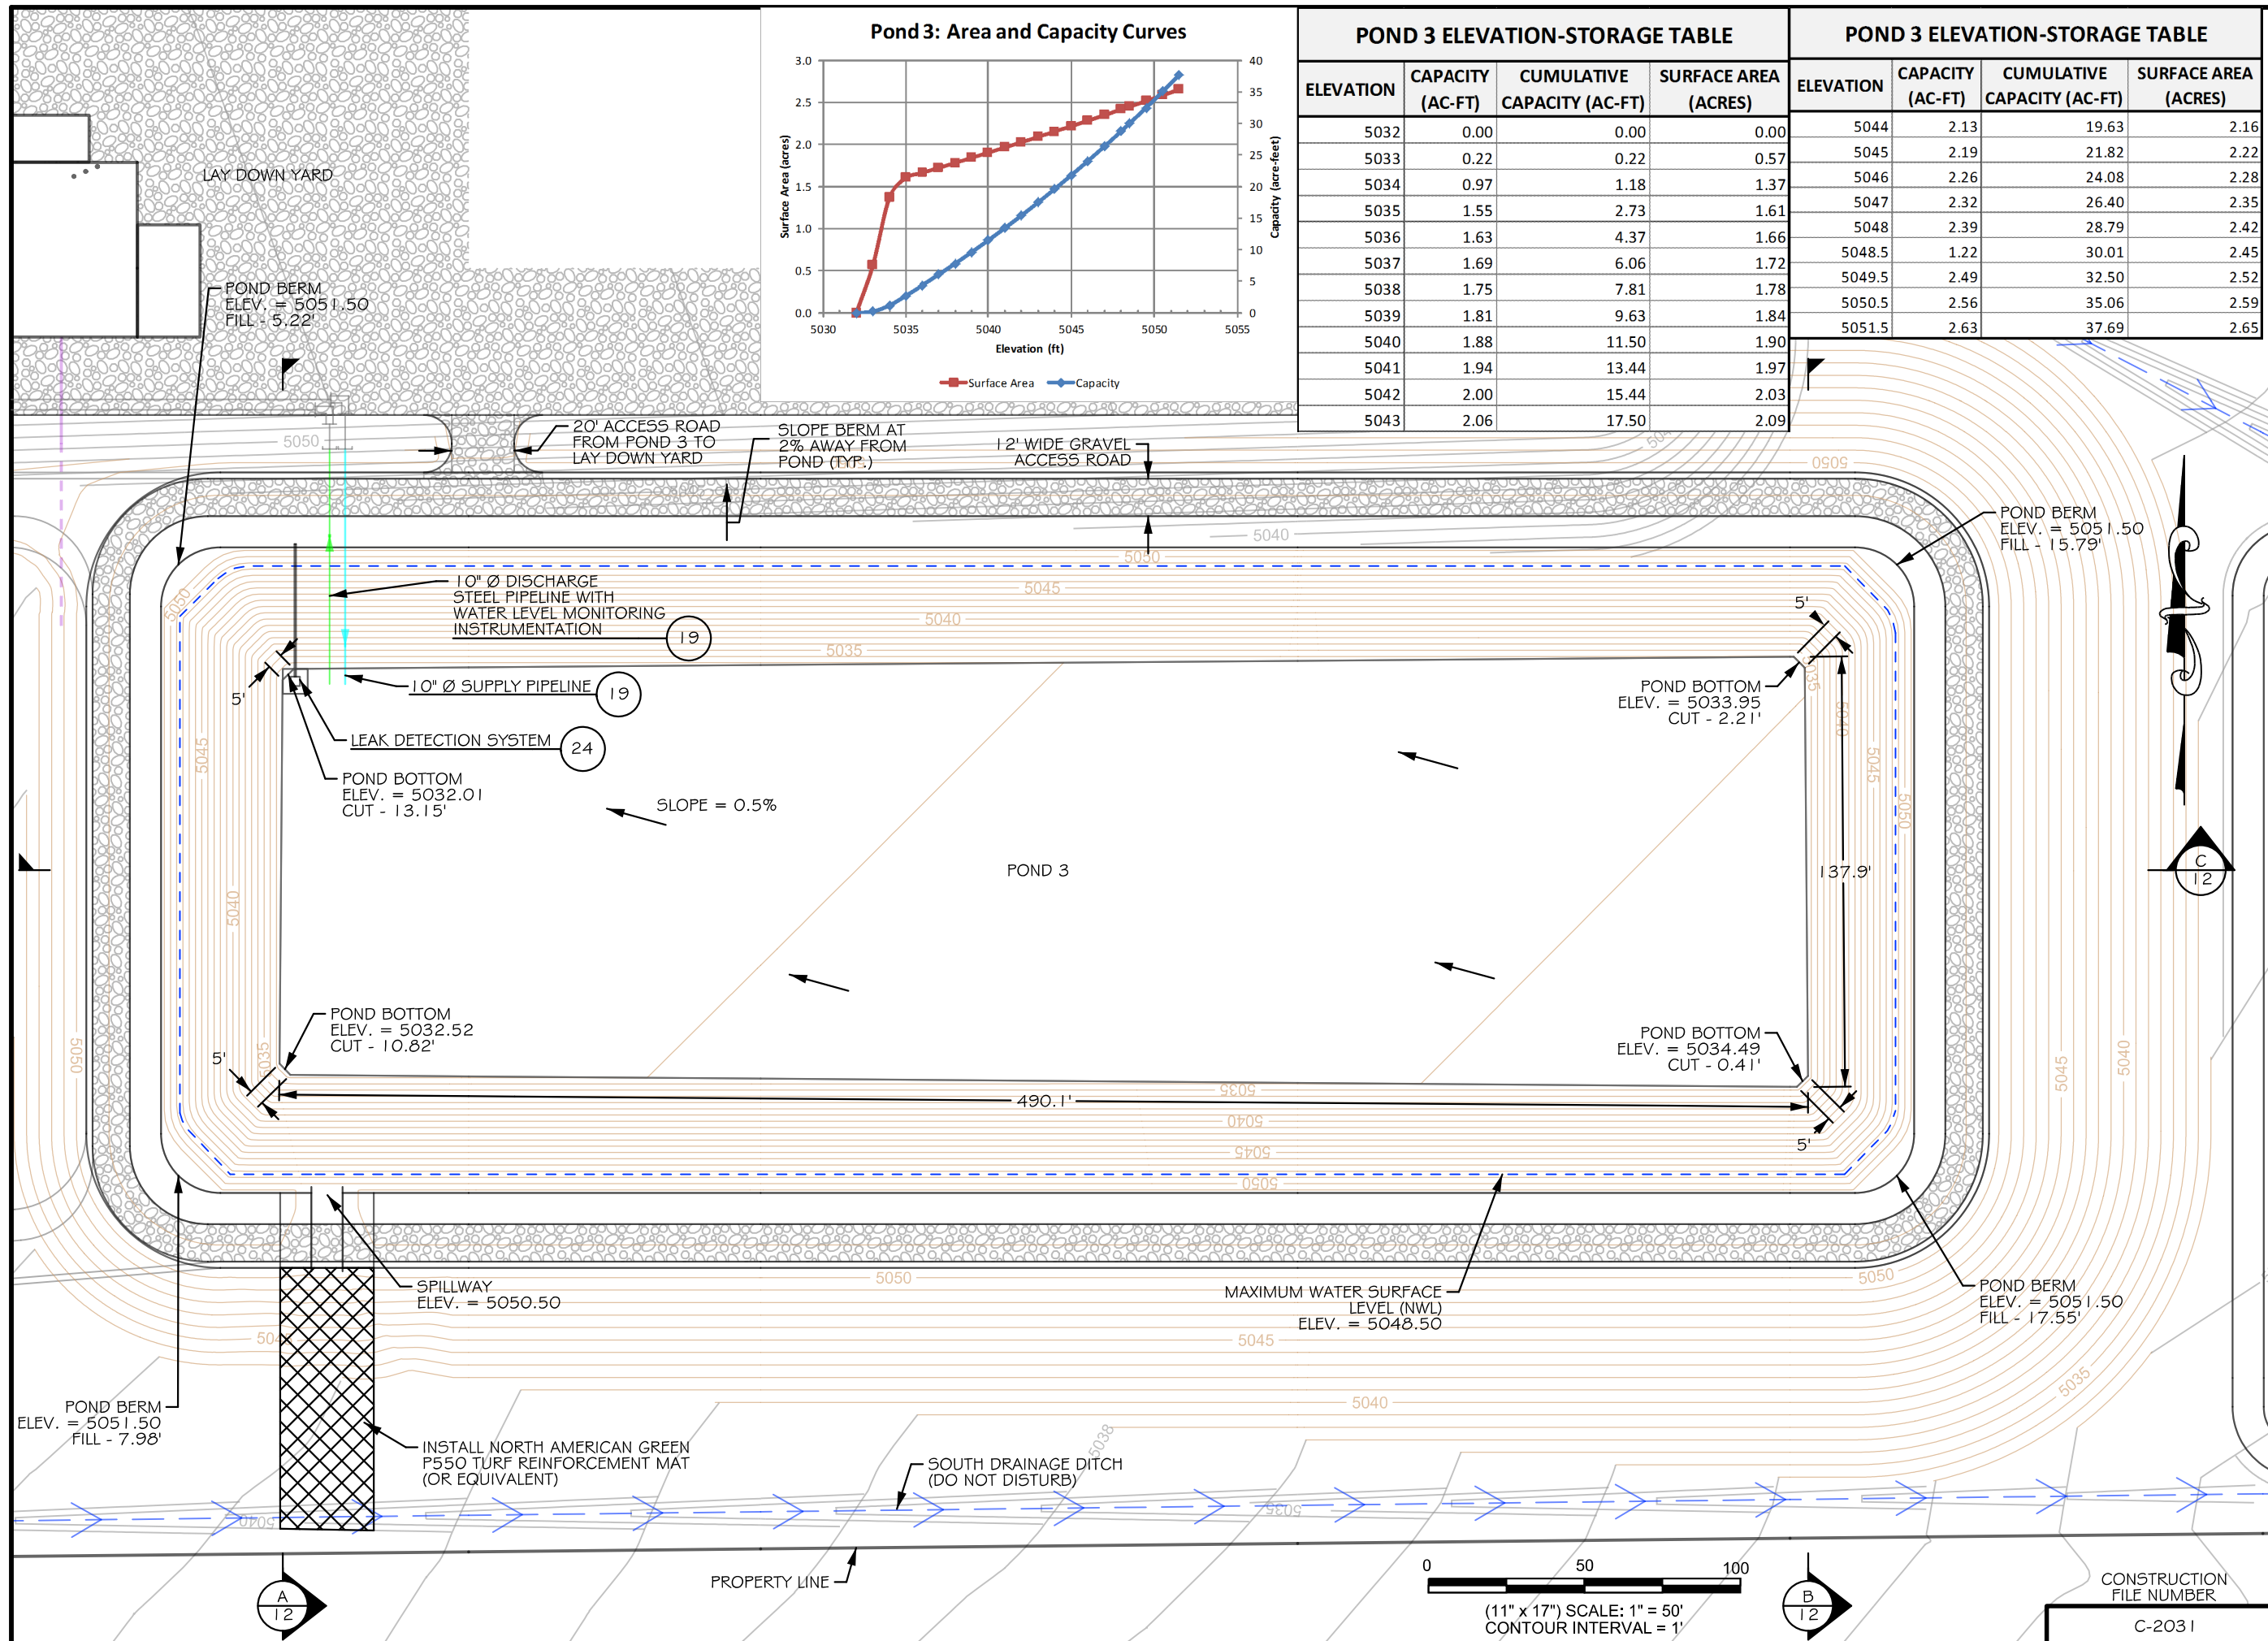 Pond 3: Area and Capacity Curves
3.0
2.5
2.0
1.5
1.0
0.5
0.0
40
35
30
25
20
15
10
5
0
Surface Area (acres)
Capacity (acre-feet)
5030 5035 5040 5045 5050 5055
Elevation (ft)
Surface Area Capacity
POND 3 ELEVATION-STORAGE TABLE
ELEVATION CAPACITY (AC-FT) CUMULATIVE CAPACITY (AC-FT) SURFACE AREA (ACRES)
5032 0.00 0.00 0.00
5033 0.22 0.22 0.57
5034 0.97 1.18 1.37
5035 1.55 2.73 1.61
5036 1.63 4.37 1.66
5037 1.69 6.06 1.72
5038 1.75 7.81 1.78
5039 1.81 9.63 1.84
5040 1.88 11.50 1.90
5041 1.94 13.44 1.97
5042 2.00 15.44 2.03
5043 2.06 17.50 2.09
POND 3 ELEVATION-STORAGE TABLE
ELEVATION CAPACITY (AC-FT) CUMULATIVE CAPACITY (AC-FT) SURFACE AREA (ACRES)
5044 2.13 19.63 2.16
5045 2.19 21.82 2.22
5046 2.26 24.08 2.28
5047 2.32 26.40 2.35
5048 2.39 28.79 2.42
5048.5 1.22 30.01 2.45
5049.5 2.49 32.50 2.52
5050.5 2.56 35.06 2.59
5051.5 2.63 37.69 2.65
LAY DOWN YARD
POND BERM
ELEV. = 5051.50
FILL - 5.22'
5050
20' ACCESS ROAD
FROM POND 3 TO
LAY DOWN YARD
SLOPE BERM AT
2% AWAY FROM
POND (TYP.)
12' WIDE GRAVEL
ACCESS ROAD
5050
5040
POND BERM
ELEV. = 5051.50
FILL - 15.79'
5050
5050
5045
5040
5035
10" Ø DISCHARGE
STEEL PIPELINE WITH
WATER LEVEL MONITORING
INSTRUMENTATION
19
5'
5'
10" Ø SUPPLY PIPELINE
19
LEAK DETECTION SYSTEM
24
POND BOTTOM
ELEV. = 5032.01
CUT - 13.15'
SLOPE = 0.5%
POND BOTTOM
ELEV. = 5033.95
CUT - 2.21'
5035
5040
5045
5050
5045
5040
5035
5050
POND 3
137.9'
C
12
POND BOTTOM
ELEV. = 5032.52
CUT - 10.82'
5'
POND BOTTOM
ELEV. = 5034.49
CUT - 0.41'
5'
490.1'
5035
5040
5045
5050
5045
5040
5035
SPILLWAY
ELEV. = 5050.50
5050
MAXIMUM WATER SURFACE
LEVEL (NWL)
ELEV. = 5048.50
5050
5045
5040
POND BERM
ELEV. = 5051.50
FILL - 17.55'
POND BERM
ELEV. = 5051.50
FILL - 7.98'
INSTALL NORTH AMERICAN GREEN
P550 TURF REINFORCEMENT MAT
(OR EQUIVALENT)
5038
SOUTH DRAINAGE DITCH
(DO NOT DISTURB)
5040
5035
PROPERTY LINE
A
12
0 50 100
(11" x 17") SCALE: 1" = 50'
CONTOUR INTERVAL = 1'
B
12
CONSTRUCTION
FILE NUMBER
C-2031